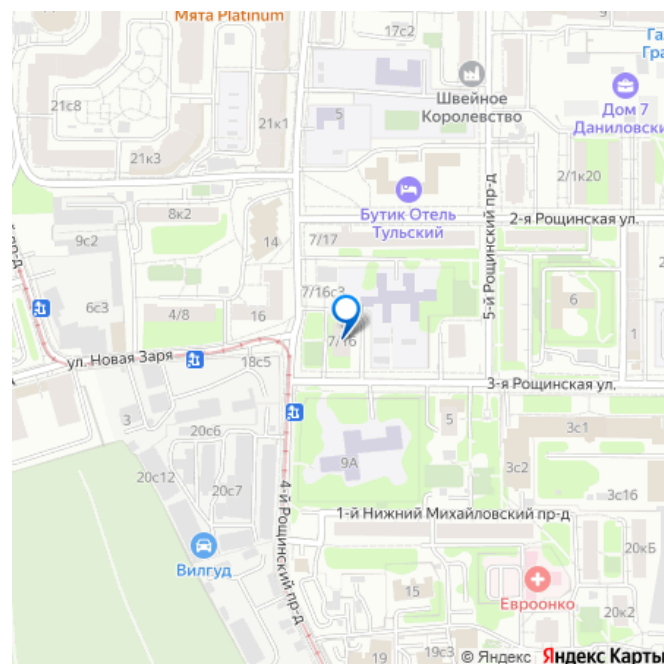 Мята Platinum
17с2
21с8
5
21к1
21к3
Швейное
Королевство
Га
Гра
Дом 7
Даниловски
2/1к20
8к2
Бутик Отель
Тульский
2-я Рощинская ул.
й пр-д
9с2
14
7/17
5-й Рощинский пр-д
6с3
7/16с3
6
4/8
16
7/16
1
ул. Новая Заря
18с5
3-я Рощинская ул.
3
20с6
5
3с1
9А
3с2
20с12
20с7
3с16
4-й Рощинский пр-д
1-й Нижний Михайловский пр-д
20кБ
Вилгуд
15
Евроонко
20к2
© Яндекс Яндекс Карты